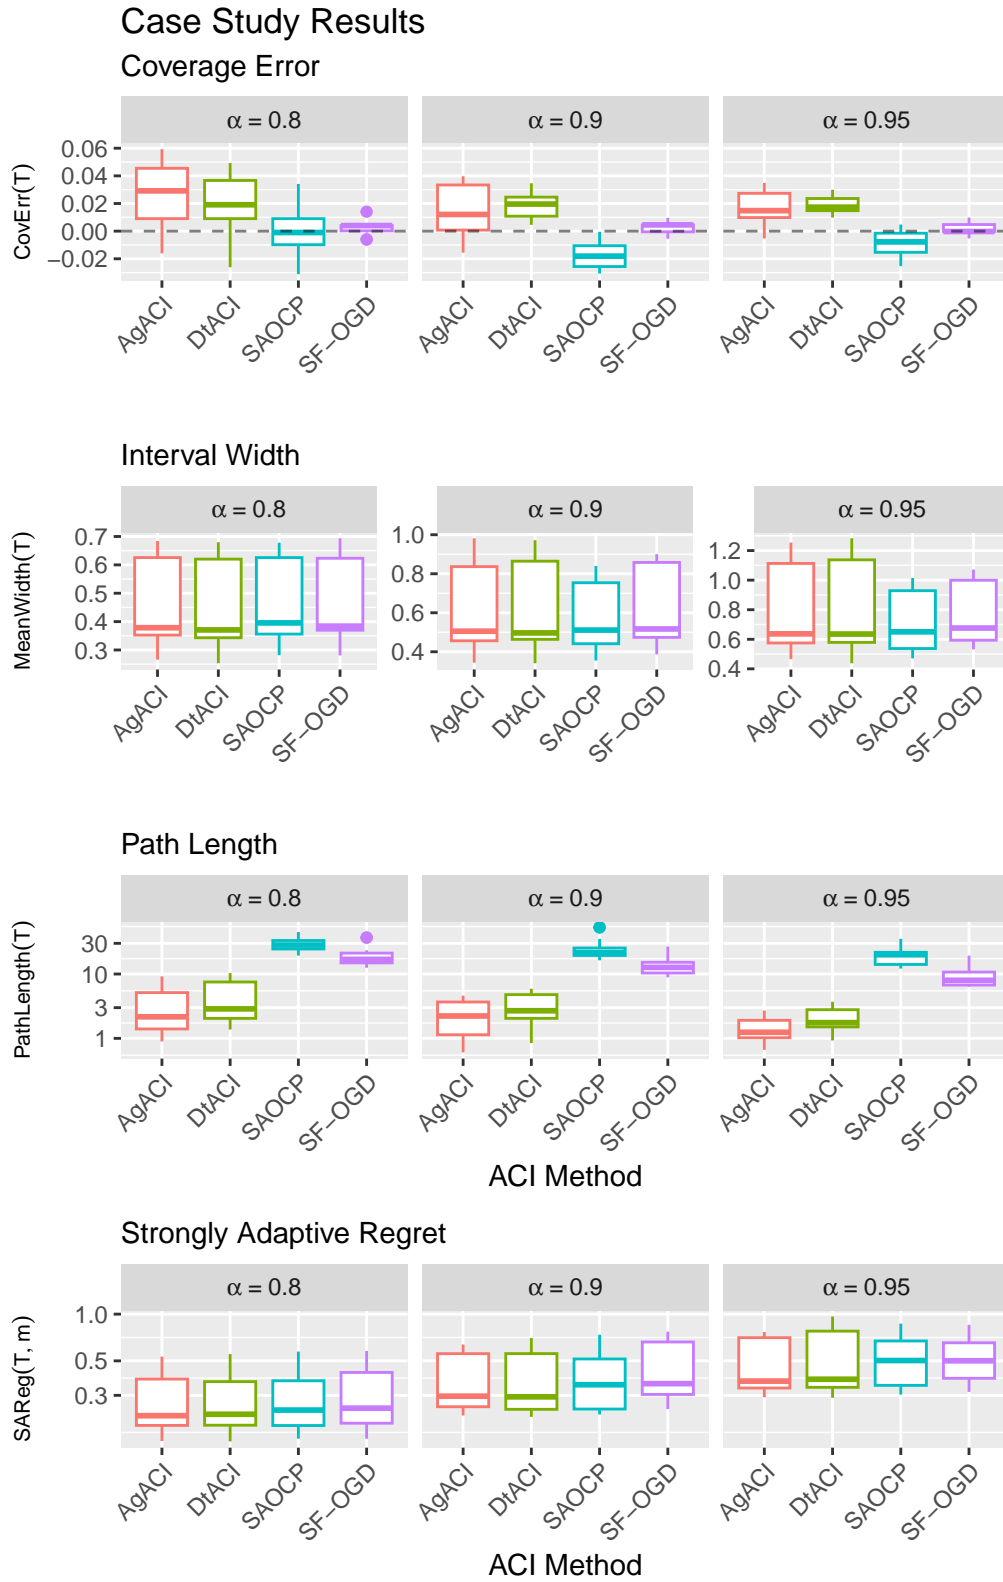 Case Study Results
Coverage Error
α = 0.8 α = 0.9 α = 0.95
CovErr(T)
0.06
0.04
0.02
0.00
−0.02
AgACI DtACI SAOCP SF−OGD AgACI DtACI SAOCP SF−OGD AgACI DtACI SAOCP SF−OGD
Interval Width
α = 0.8 α = 0.9 α = 0.95
MeanWidth(T)
0.7
0.6
0.5
0.4
0.3
1.0
0.8
0.6
0.4
1.2
1.0
0.8
0.6
0.4
AgACI DtACI SAOCP SF−OGD AgACI DtACI SAOCP SF−OGD AgACI DtACI SAOCP SF−OGD
Path Length
α = 0.8 α = 0.9 α = 0.95
PathLength(T)
30
10
3
1
AgACI DtACI SAOCP SF−OGD AgACI DtACI SAOCP SF−OGD AgACI DtACI SAOCP SF−OGD
ACI Method
Strongly Adaptive Regret
α = 0.8 α = 0.9 α = 0.95
SAReg(T, m)
1.0
0.5
0.3
AgACI DtACI SAOCP SF−OGD AgACI DtACI SAOCP SF−OGD AgACI DtACI SAOCP SF−OGD
ACI Method